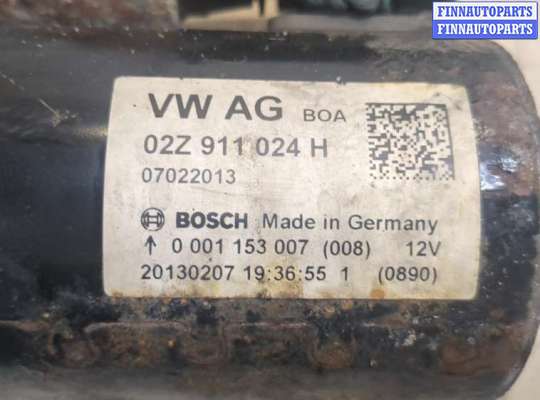 FINNAUTOPARTS
FINNAUTOPARTS
VW AG BOA
02Z 911 024 H
07022013
BOSCH Made in Germany
↑ 0 001 153 007 (008) 12V
20130207 19:36:55 1 (0890)